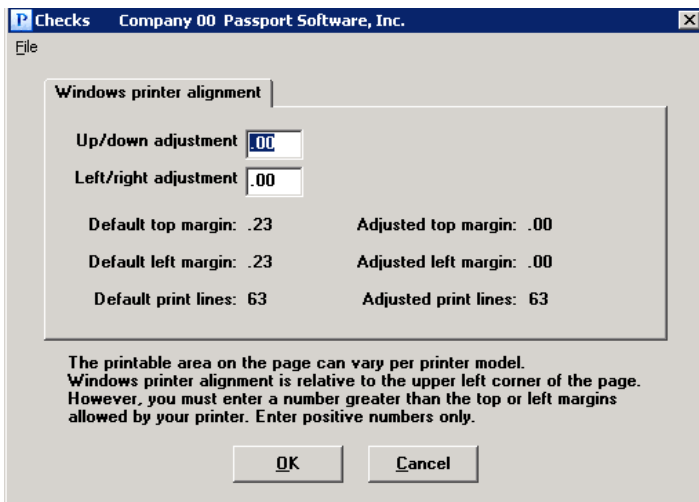 P Checks Company 00 Passport Software, Inc.
File
Windows printer alignment
Up/down adjustment .00
Left/right adjustment .00
Default top margin: .23 Adjusted top margin: .00
Default left margin: .23 Adjusted left margin: .00
Default print lines: 63 Adjusted print lines: 63
The printable area on the page can vary per printer model.
Windows printer alignment is relative to the upper left corner of the page.
However, you must enter a number greater than the top or left margins
allowed by your printer. Enter positive numbers only.
OK Cancel